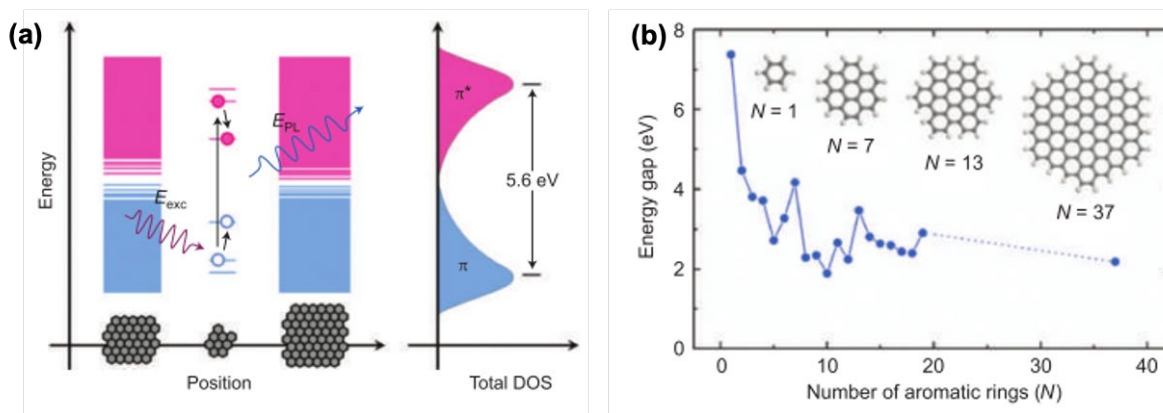 (a)
Energy
E_exc
E_PL
π*
π
5.6 eV
Position
Total DOS
(b)
Energy gap (eV)
8
6
4
2
0
N = 1
N = 7
N = 13
N = 37
0
10
20
30
40
Number of aromatic rings (N)